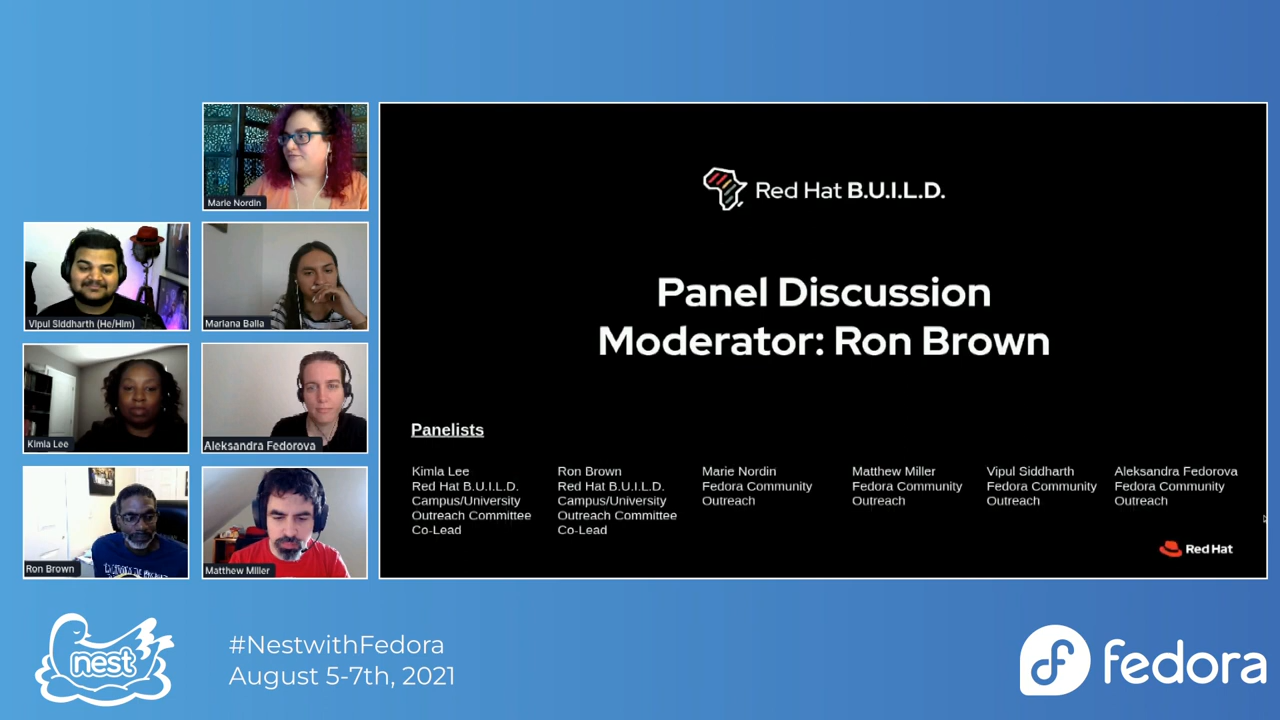 Marie Nordin
Vipul Siddharth (He/Him)
Mariana Balla
Kimla Lee
Aleksandra Fedorova
Ron Brown
Matthew Miller
Red Hat B.U.I.L.D.
Panel Discussion
Moderator: Ron Brown
Panelists
Kimla Lee
Red Hat B.U.I.L.D.
Campus/University
Outreach Committee
Co-Lead
Ron Brown
Red Hat B.U.I.L.D.
Campus/University
Outreach Committee
Co-Lead
Marie Nordin
Fedora Community
Outreach
Matthew Miller
Fedora Community
Outreach
Vipul Siddharth
Fedora Community
Outreach
Aleksandra Fedorova
Fedora Community
Outreach
Red Hat
nest
#NestwithFedora
August 5-7th, 2021
fedora